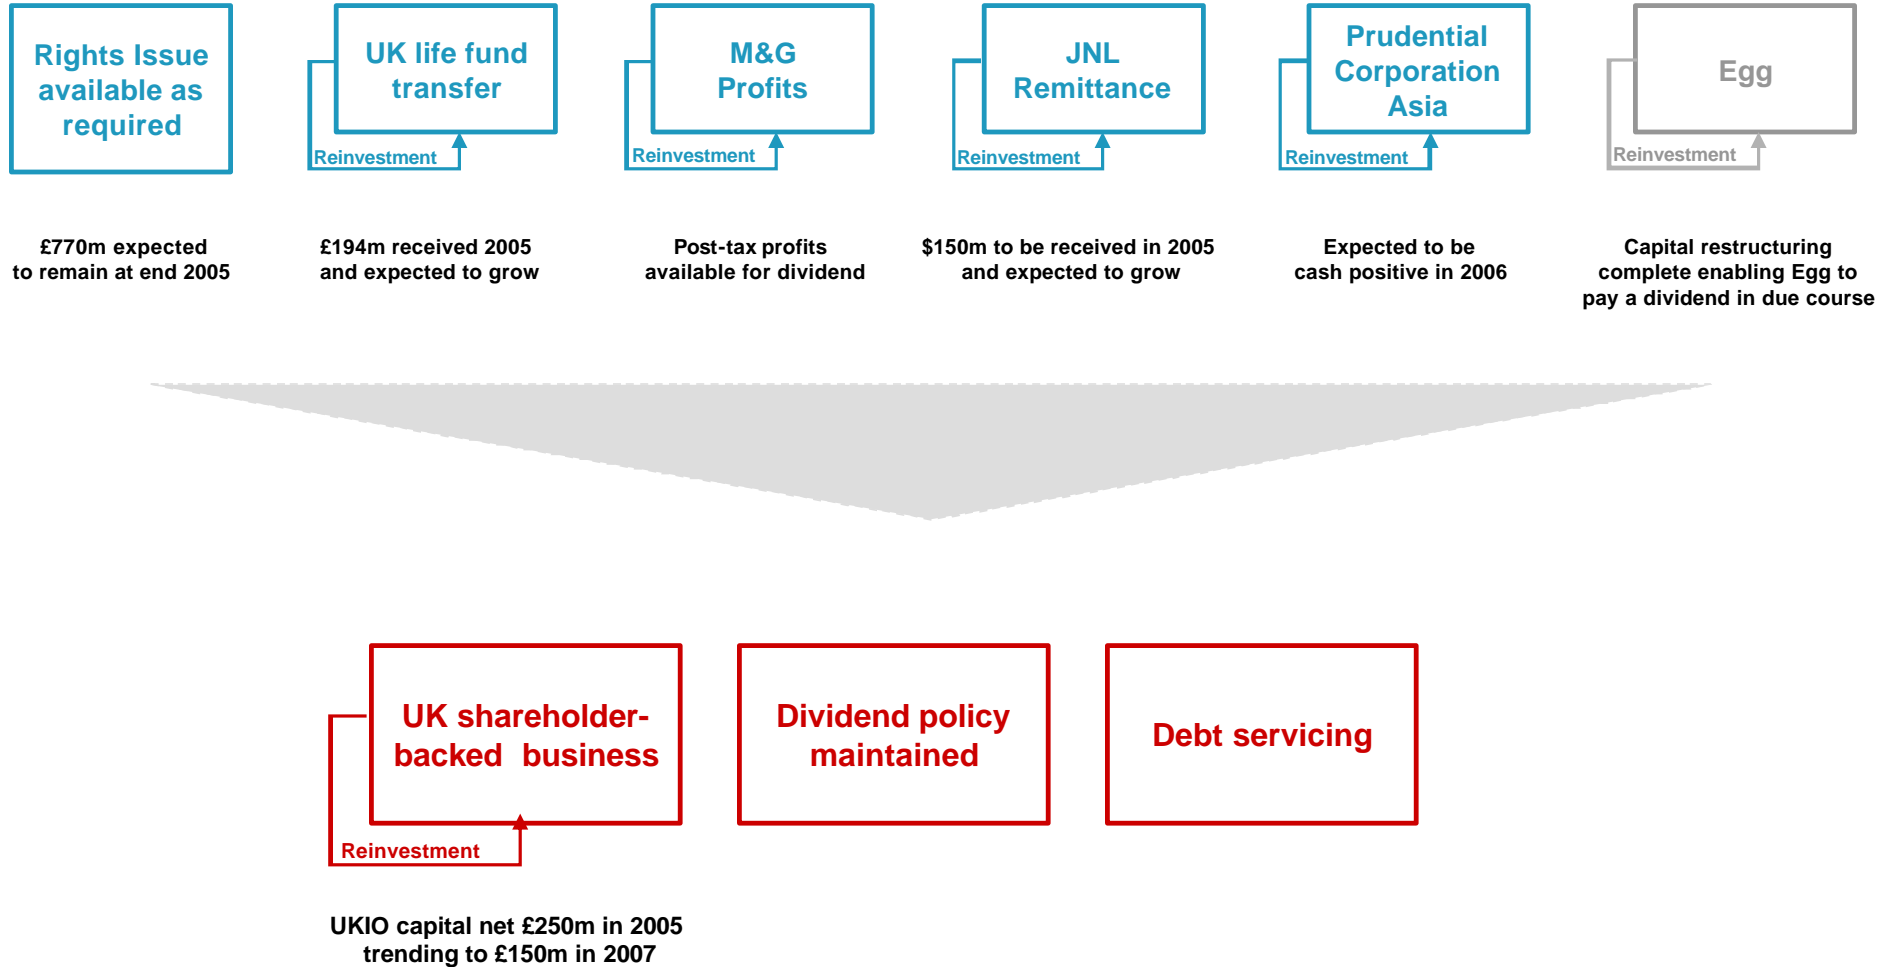 Rights Issue
available as
required
UK life fund
transfer
M&G
Profits
JNL
Remittance
Prudential
Corporation
Asia
Egg
Reinvestment
Reinvestment
Reinvestment
Reinvestment
Reinvestment
£770m expected
to remain at end 2005
£194m received 2005
and expected to grow
Post-tax profits
available for dividend
$150m to be received in 2005
and expected to grow
Expected to be
cash positive in 2006
Capital restructuring
complete enabling Egg to
pay a dividend in due course
UK shareholder-
backed business
Dividend policy
maintained
Debt servicing
Reinvestment
UKIO capital net £250m in 2005
trending to £150m in 2007